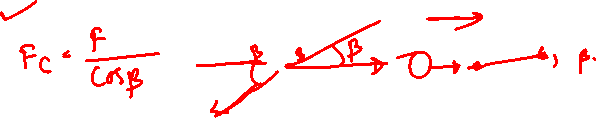 Fc = F / Cosβ
β β
, β.